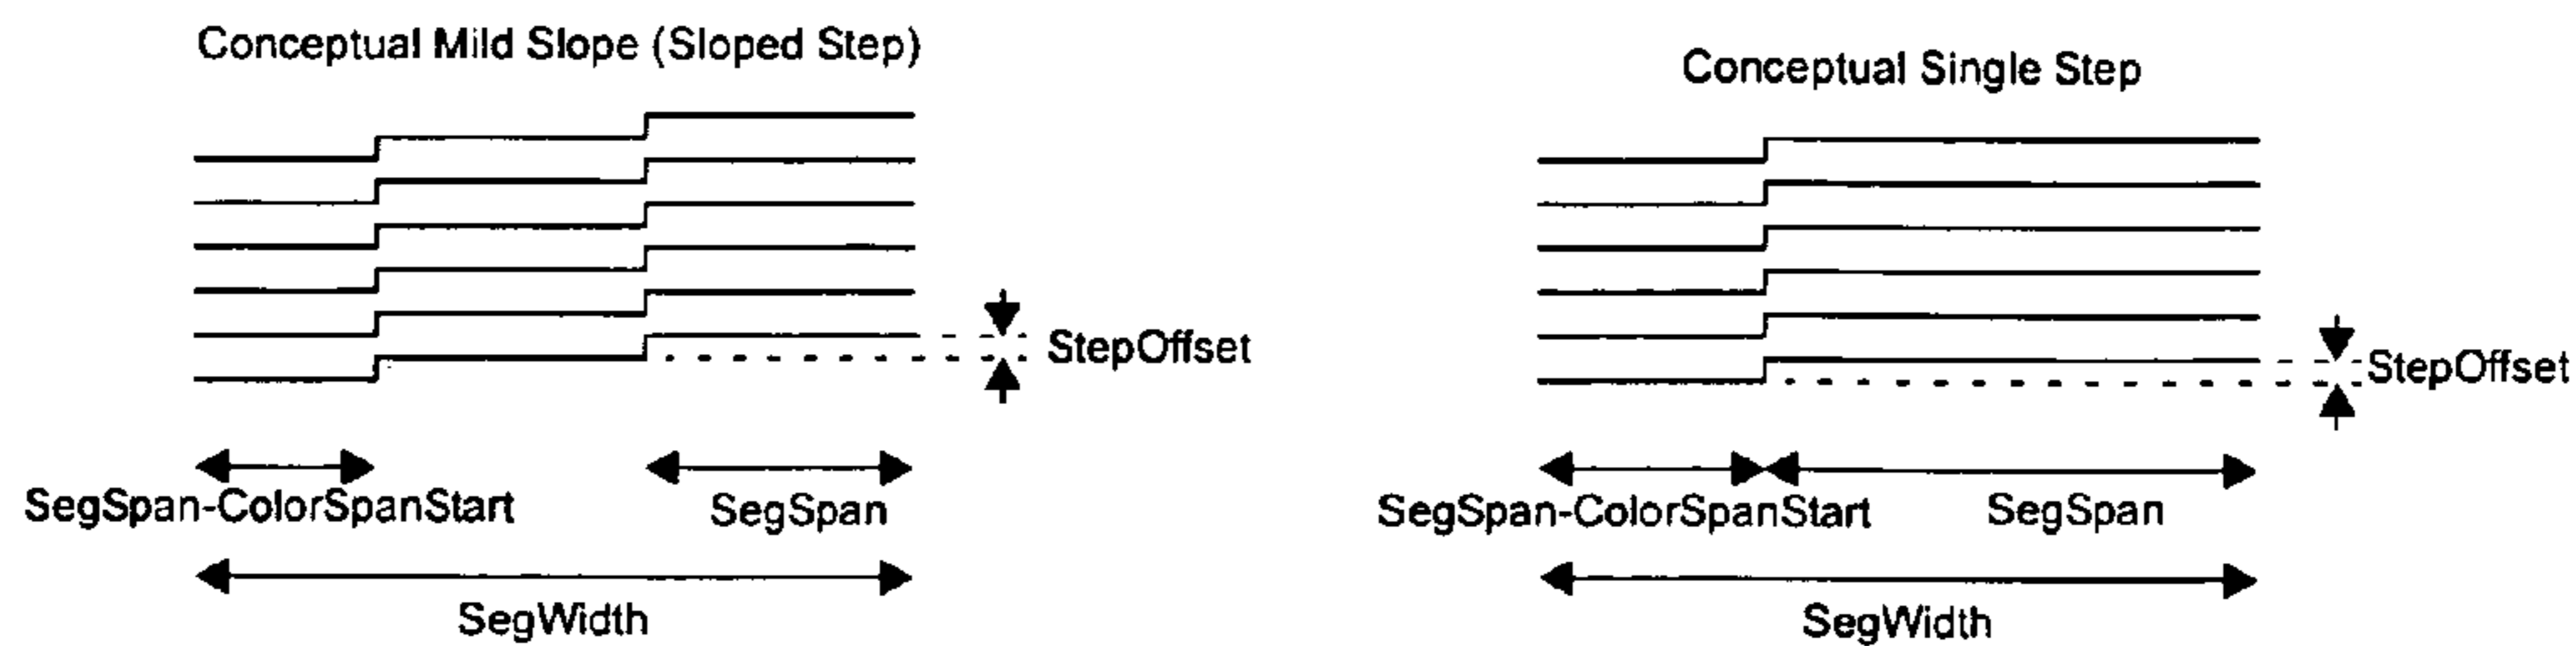 Conceptual Mild Slope (Sloped Step)
StepOffset
SegSpan-ColorSpanStart
SegSpan
SegWidth
Conceptual Single Step
StepOffset
SegSpan-ColorSpanStart
SegSpan
SegWidth